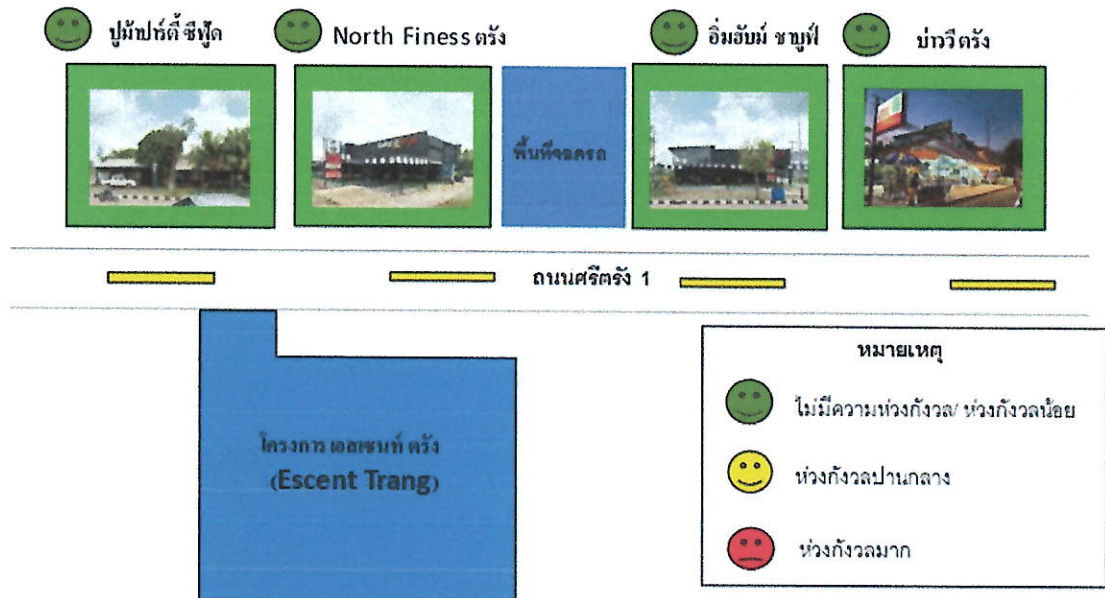 ปูม้าปาร์ตี้ ซีฟู้ด
North Finess ตรัง
อิ่มฮับม์ ชาบูฟ์
บ่าววี ตรัง
พื้นที่จอดรถ
ถนนศรีตรัง 1
โครงการ เอสเซนท์ ตรัง
(Escent Trang)
หมายเหตุ
ไม่มีความห่วงกังวล/ ห่วงกังวลน้อย
ห่วงกังวลปานกลาง
ห่วงกังวลมาก